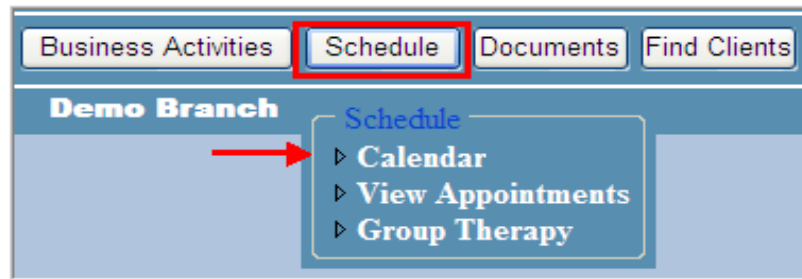 Business Activities Schedule Documents Find Clients
Demo Branch
Schedule
Calendar
View Appointments
Group Therapy